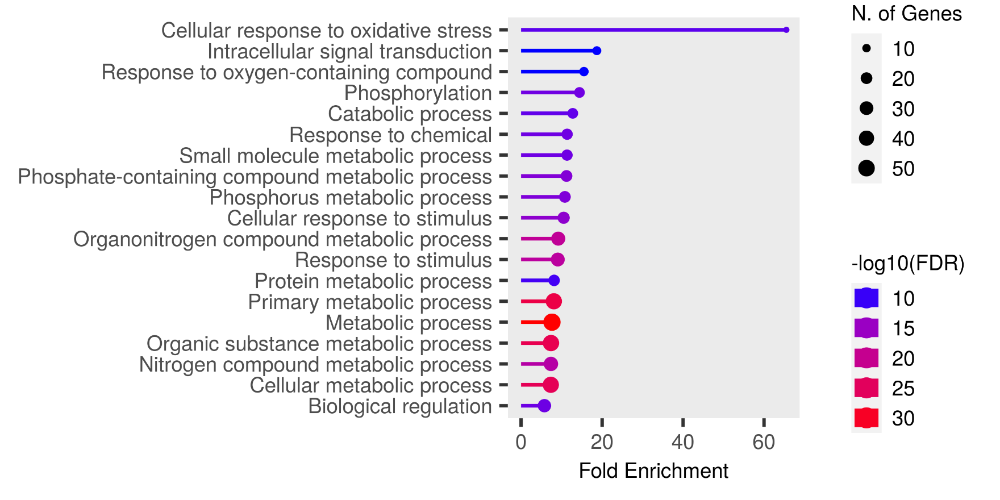 Cellular response to oxidative stress
Intracellular signal transduction
Response to oxygen-containing compound
Phosphorylation
Catabolic process
Response to chemical
Small molecule metabolic process
Phosphate-containing compound metabolic process
Phosphorus metabolic process
Cellular response to stimulus
Organonitrogen compound metabolic process
Response to stimulus
Protein metabolic process
Primary metabolic process
Metabolic process
Organic substance metabolic process
Nitrogen compound metabolic process
Cellular metabolic process
Biological regulation
0 20 40 60
Fold Enrichment
N. of Genes
10
20
30
40
50
-log10(FDR)
10
15
20
25
30